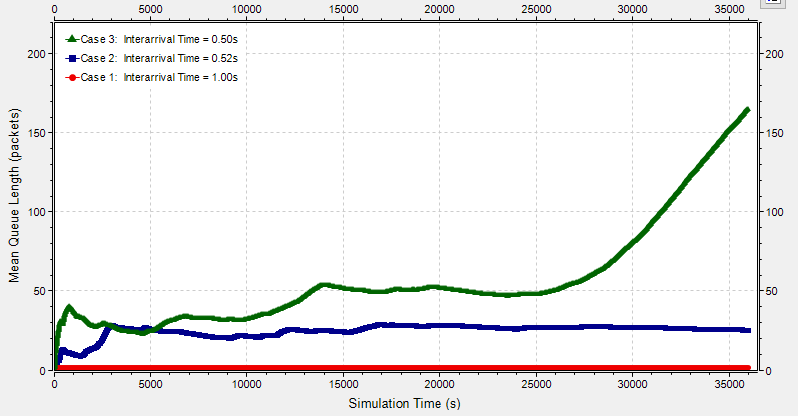 0 5000 10000 15000 20000 25000 30000 35000
Case 3: Interarrival Time = 0.50s
Case 2: Interarrival Time = 0.52s
Case 1: Interarrival Time = 1.00s
Mean Queue Length (packets)
200
150
100
50
0
200
150
100
50
0
0 5000 10000 15000 20000 25000 30000 35000
Simulation Time (s)